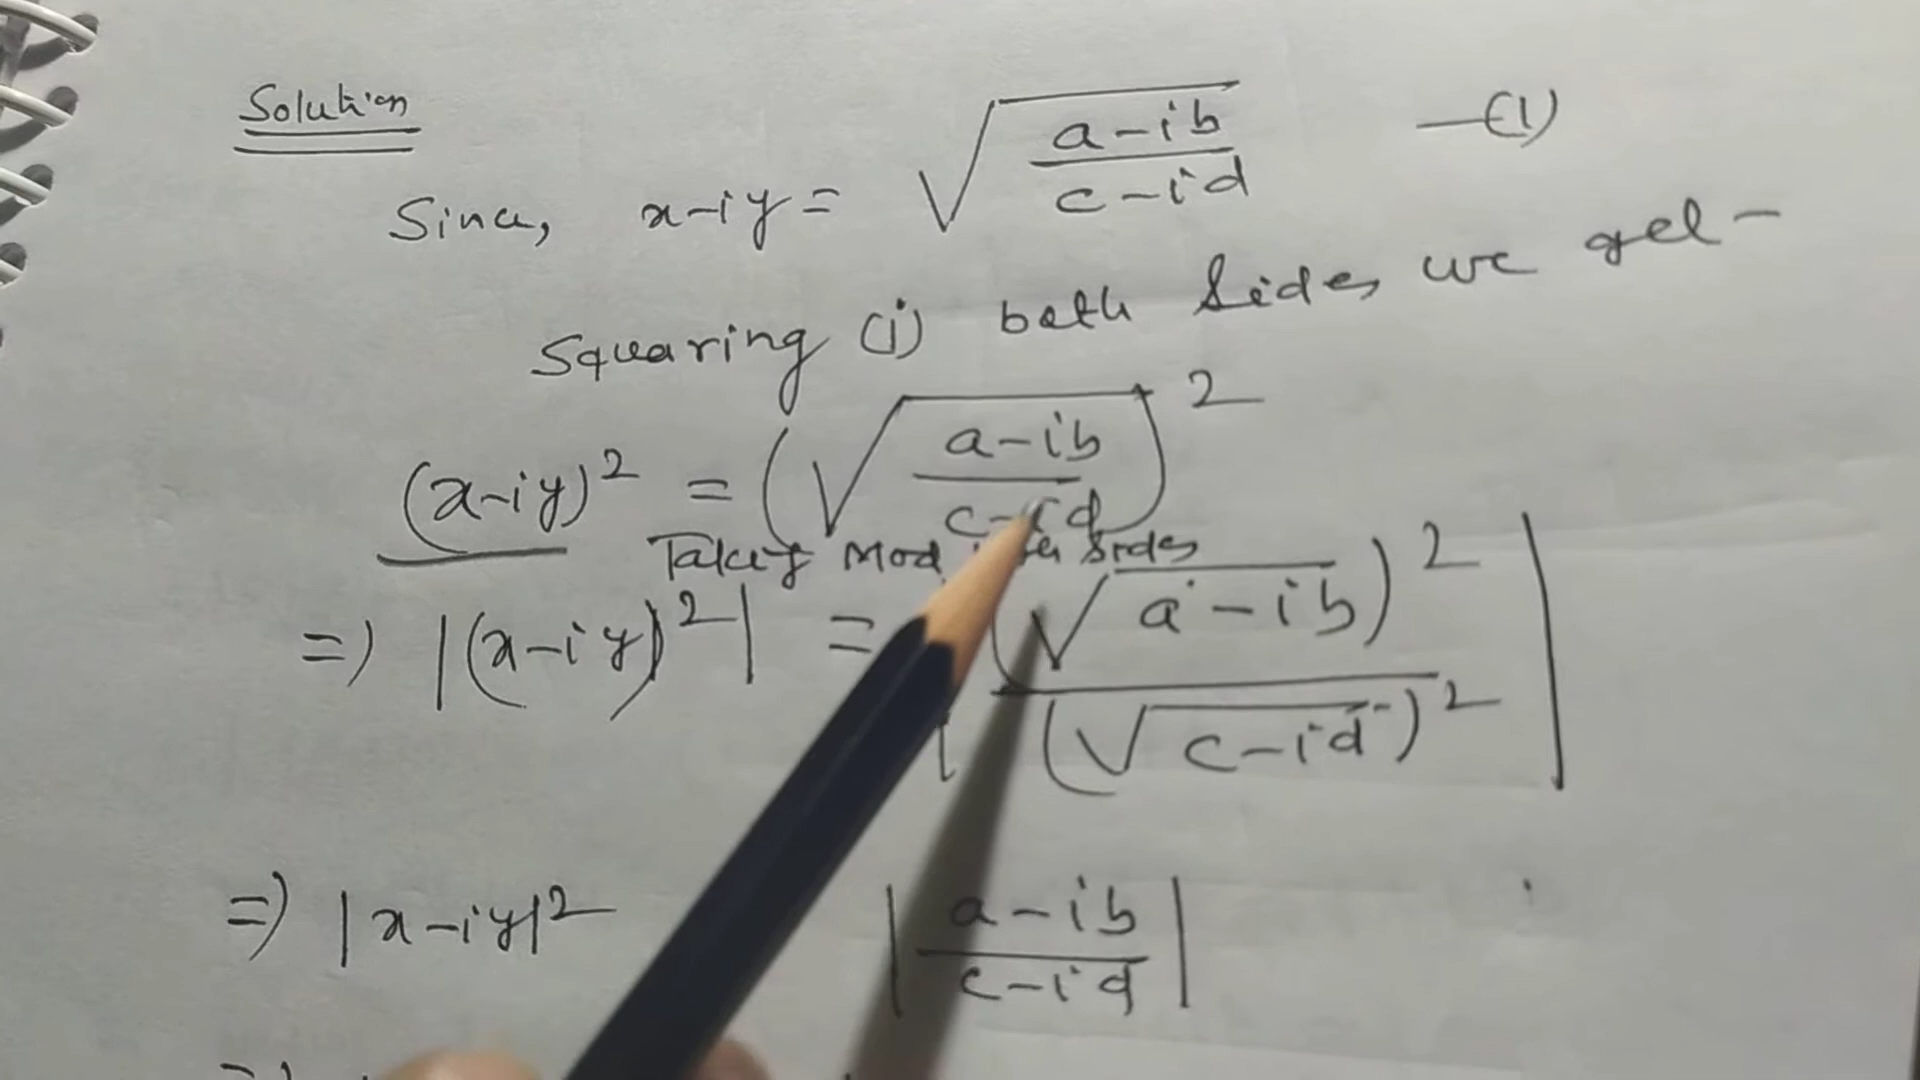 Solution
Since, x-iy = √(a-ib / c-id) —(1)
Squaring (i) both Sides we get -
(x-iy)² = (√(a-ib / c-id))²
Taking Mod sides
=) |(x-iy)²| = |(√(a-ib))² / (√(c-id))²|
=) |x-iy|² |a-ib / c-id|